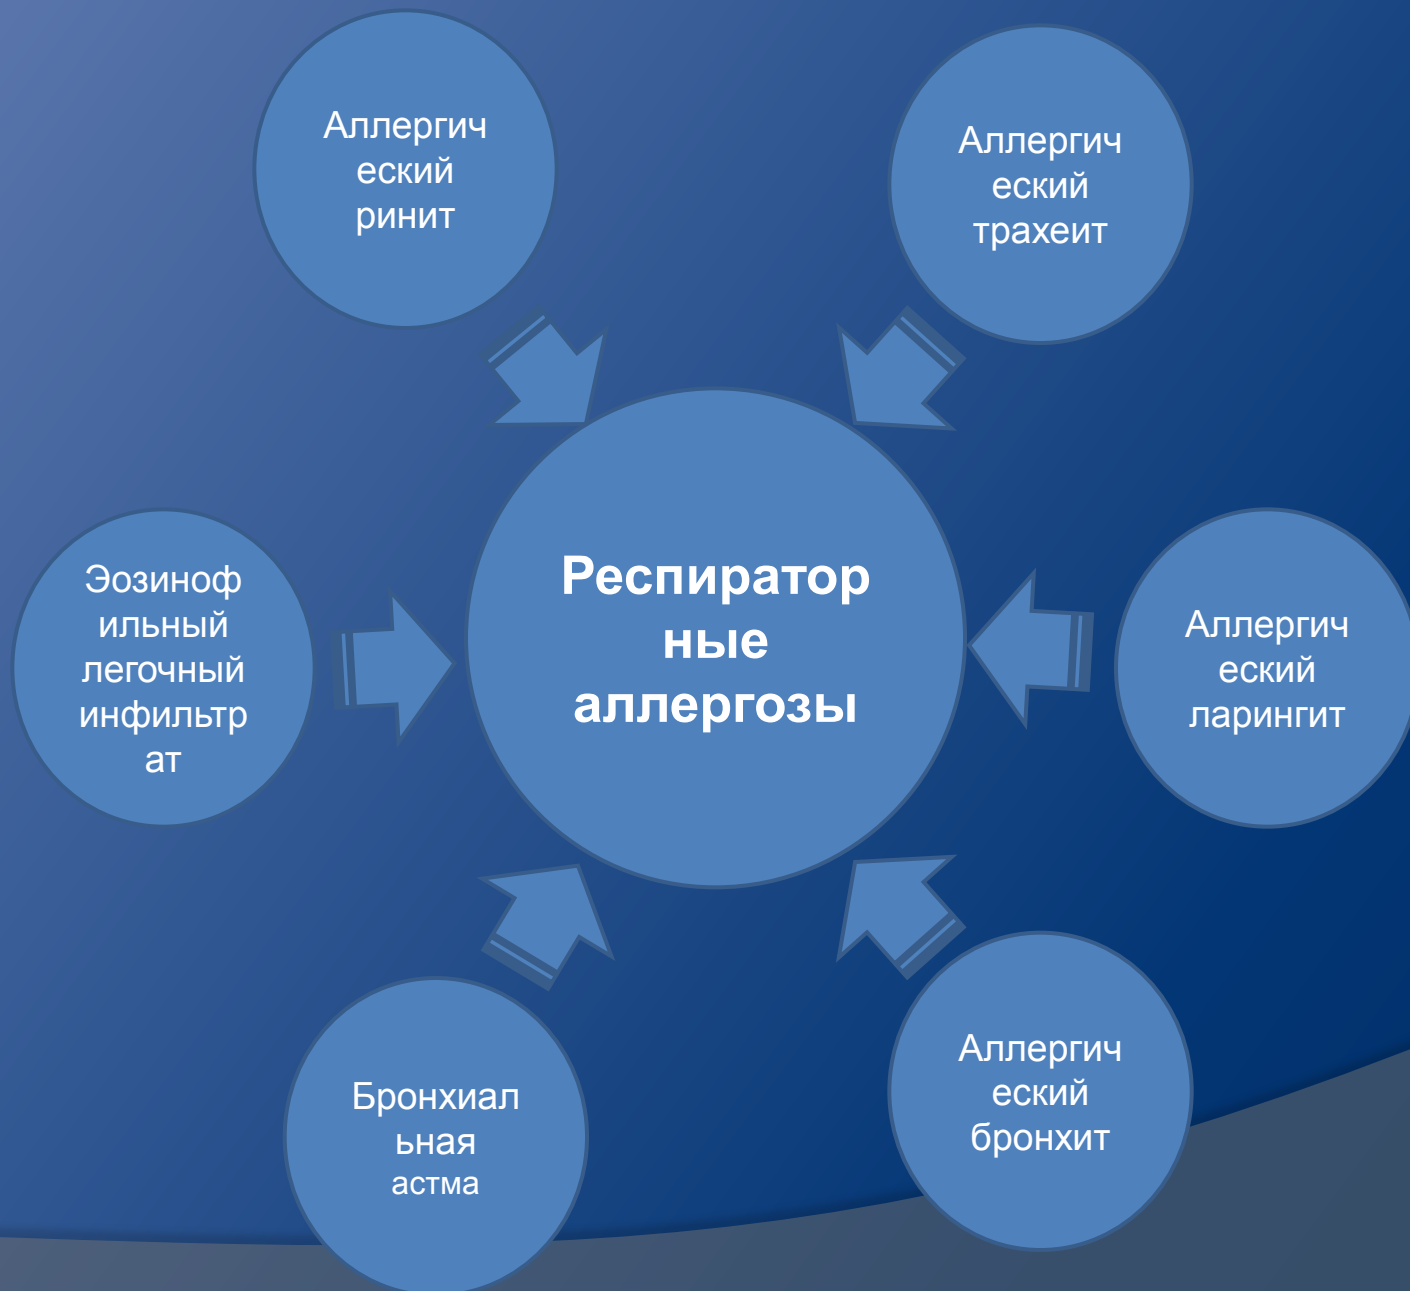 Аллергич
еский
ринит
Аллергич
еский
трахеит
Респиратор
ные
аллергозы
Эозиноф
ильный
легочный
инфильтр
ат
Аллергич
еский
ларингит
Бронхиал
ьная
астма
Аллергич
еский
бронхит